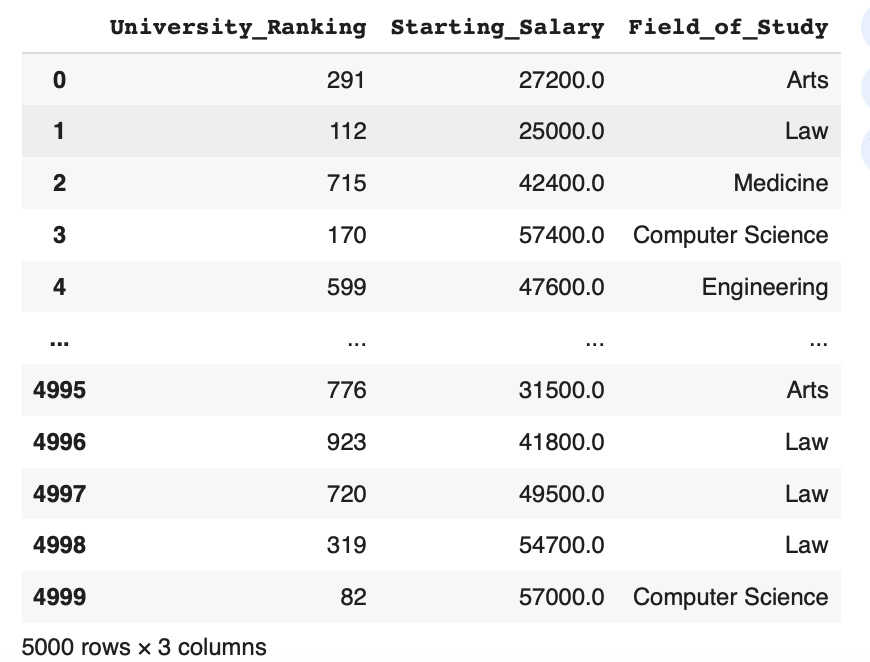 University_Ranking Starting_Salary Field_of_Study
0 291 27200.0 Arts
1 112 25000.0 Law
2 715 42400.0 Medicine
3 170 57400.0 Computer Science
4 599 47600.0 Engineering
... ... ... ...
4995 776 31500.0 Arts
4996 923 41800.0 Law
4997 720 49500.0 Law
4998 319 54700.0 Law
4999 82 57000.0 Computer Science
5000 rows × 3 columns